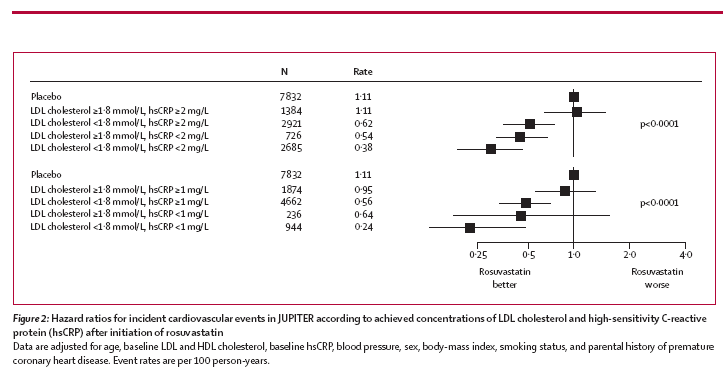 N Rate
Placebo 7832 1·11
LDL cholesterol ≥1·8 mmol/L, hsCRP ≥2 mg/L 1384 1·11
LDL cholesterol <1·8 mmol/L, hsCRP ≥2 mg/L 2921 0·62
LDL cholesterol ≥1·8 mmol/L, hsCRP <2 mg/L 726 0·54
LDL cholesterol <1·8 mmol/L, hsCRP <2 mg/L 2685 0·38
p<0·0001
Placebo 7832 1·11
LDL cholesterol ≥1·8 mmol/L, hsCRP ≥1 mg/L 1874 0·95
LDL cholesterol <1·8 mmol/L, hsCRP ≥1 mg/L 4662 0·56
LDL cholesterol ≥1·8 mmol/L, hsCRP <1 mg/L 236 0·64
LDL cholesterol <1·8 mmol/L, hsCRP <1 mg/L 944 0·24
p<0·0001
0·25 0·5 1·0 2·0 4·0
Rosuvastatin better
Rosuvastatin worse
Figure 2: Hazard ratios for incident cardiovascular events in JUPITER according to achieved concentrations of LDL cholesterol and high-sensitivity C-reactive
protein (hsCRP) after initiation of rosuvastatin
Data are adjusted for age, baseline LDL and HDL cholesterol, baseline hsCRP, blood pressure, sex, body-mass index, smoking status, and parental history of premature
coronary heart disease. Event rates are per 100 person-years.